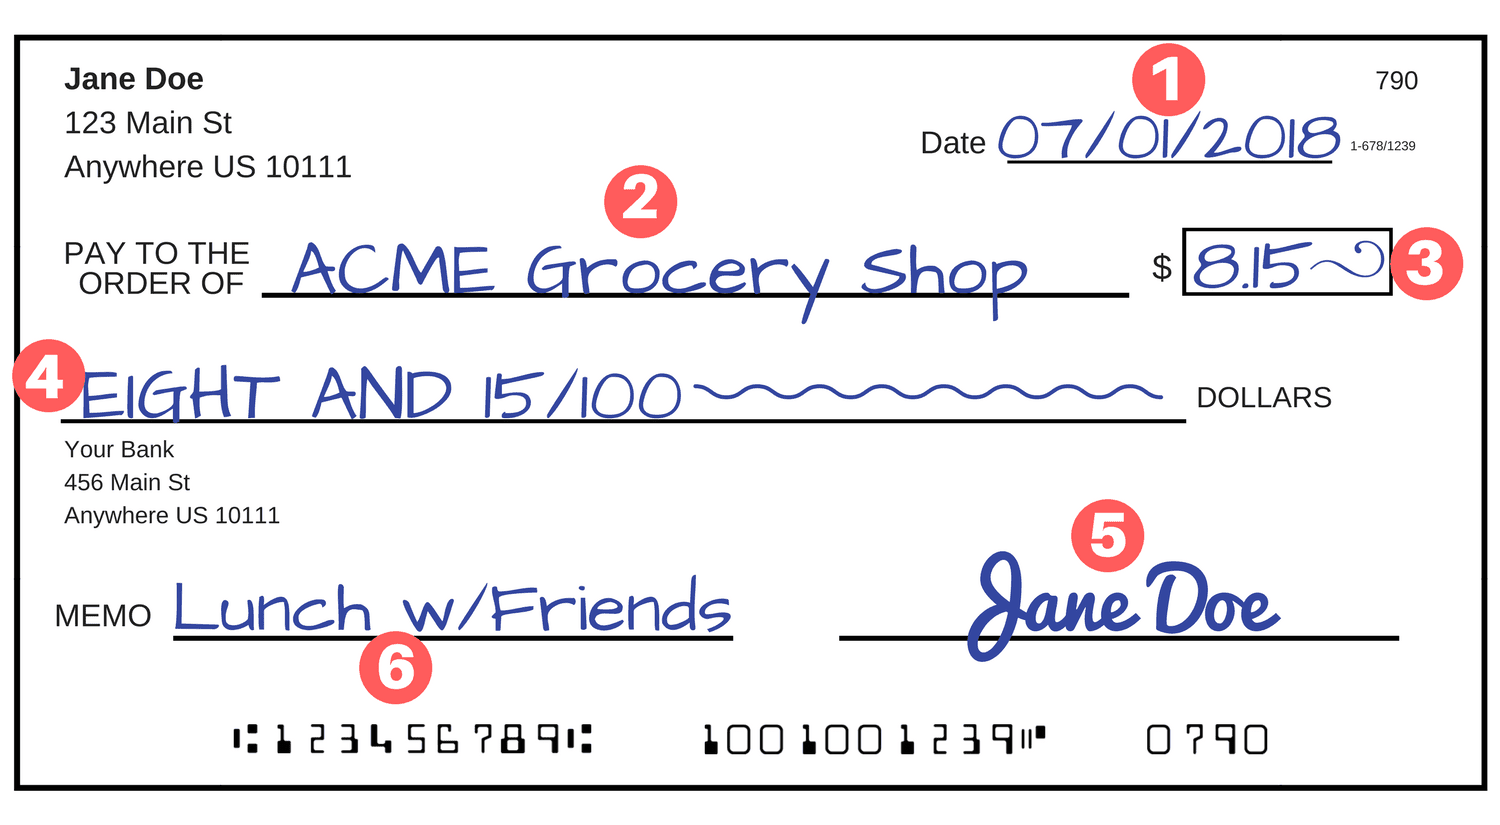 Jane Doe
123 Main St
Anywhere US 10111
1
790
Date 07/01/2018 1-678/1239
2
PAY TO THE
ORDER OF ACME Grocery Shop $ 8.15 3
4 EIGHT AND 15/100 DOLLARS
Your Bank
456 Main St
Anywhere US 10111
5
MEMO Lunch w/Friends Jane Doe
6
⑆123456789⑆ 1001001239⑈ 0790